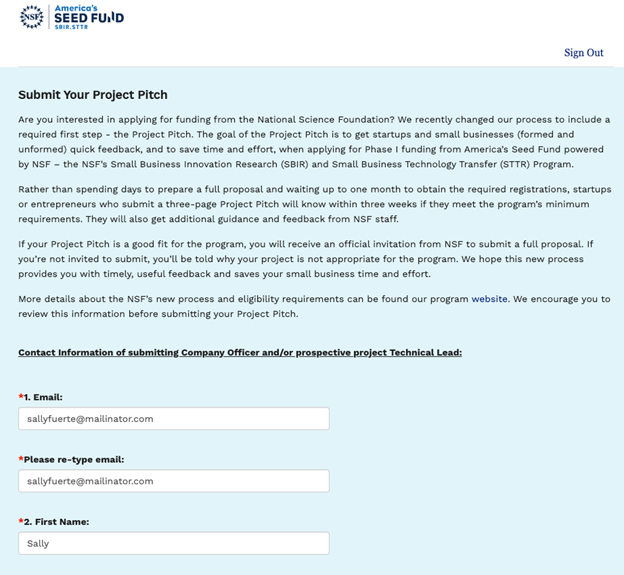 NSF
America's
SEED FUND
SBIR.STTR
Sign Out
Submit Your Project Pitch
Are you interested in applying for funding from the National Science Foundation? We recently changed our process to include a
required first step - the Project Pitch. The goal of the Project Pitch is to get startups and small businesses (formed and
unformed) quick feedback, and to save time and effort, when applying for Phase I funding from America's Seed Fund powered
by NSF – the NSF's Small Business Innovation Research (SBIR) and Small Business Technology Transfer (STTR) Program.
Rather than spending days to prepare a full proposal and waiting up to one month to obtain the required registrations, startups
or entrepreneurs who submit a three-page Project Pitch will know within three weeks if they meet the program's minimum
requirements. They will also get additional guidance and feedback from NSF staff.
If your Project Pitch is a good fit for the program, you will receive an official invitation from NSF to submit a full proposal. If
you're not invited to submit, you'll be told why your project is not appropriate for the program. We hope this new process
provides you with timely, useful feedback and saves your small business time and effort.
More details about the NSF's new process and eligibility requirements can be found our program website. We encourage you to
review this information before submitting your Project Pitch.
Contact Information of submitting Company Officer and/or prospective project Technical Lead:
*1. Email:
sallyfuerte@mailinator.com
*Please re-type email:
sallyfuerte@mailinator.com
*2. First Name:
Sally